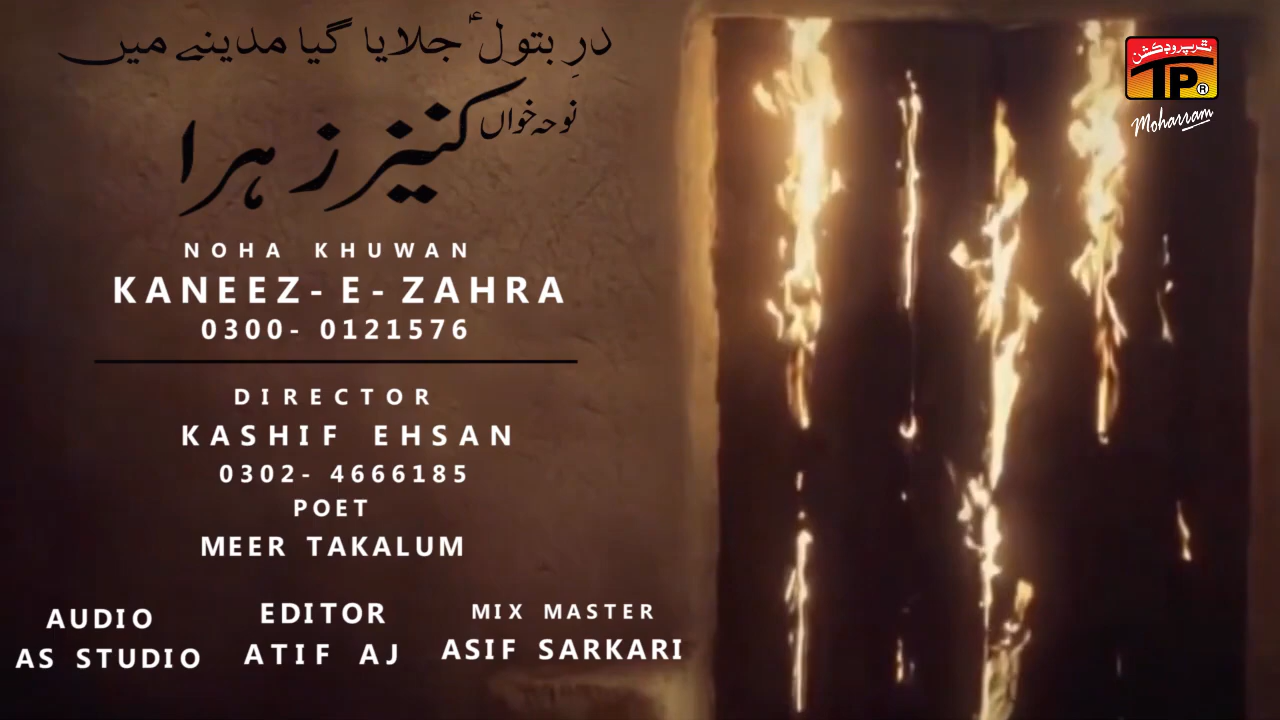 درِ بتولؑ جلایا گیا مدینے میں
نوحہ خواں
کنیز زہرا
NOHA KHUWAN
KANEEZ- E- ZAHRA
0300- 0121576
DIRECTOR
KASHIF EHSAN
0302- 4666185
POET
MEER TAKALUM
AUDIO
AS STUDIO
EDITOR
ATIF AJ
MIX MASTER
ASIF SARKARI
تھرپروڈکشن
TP®
Moharram